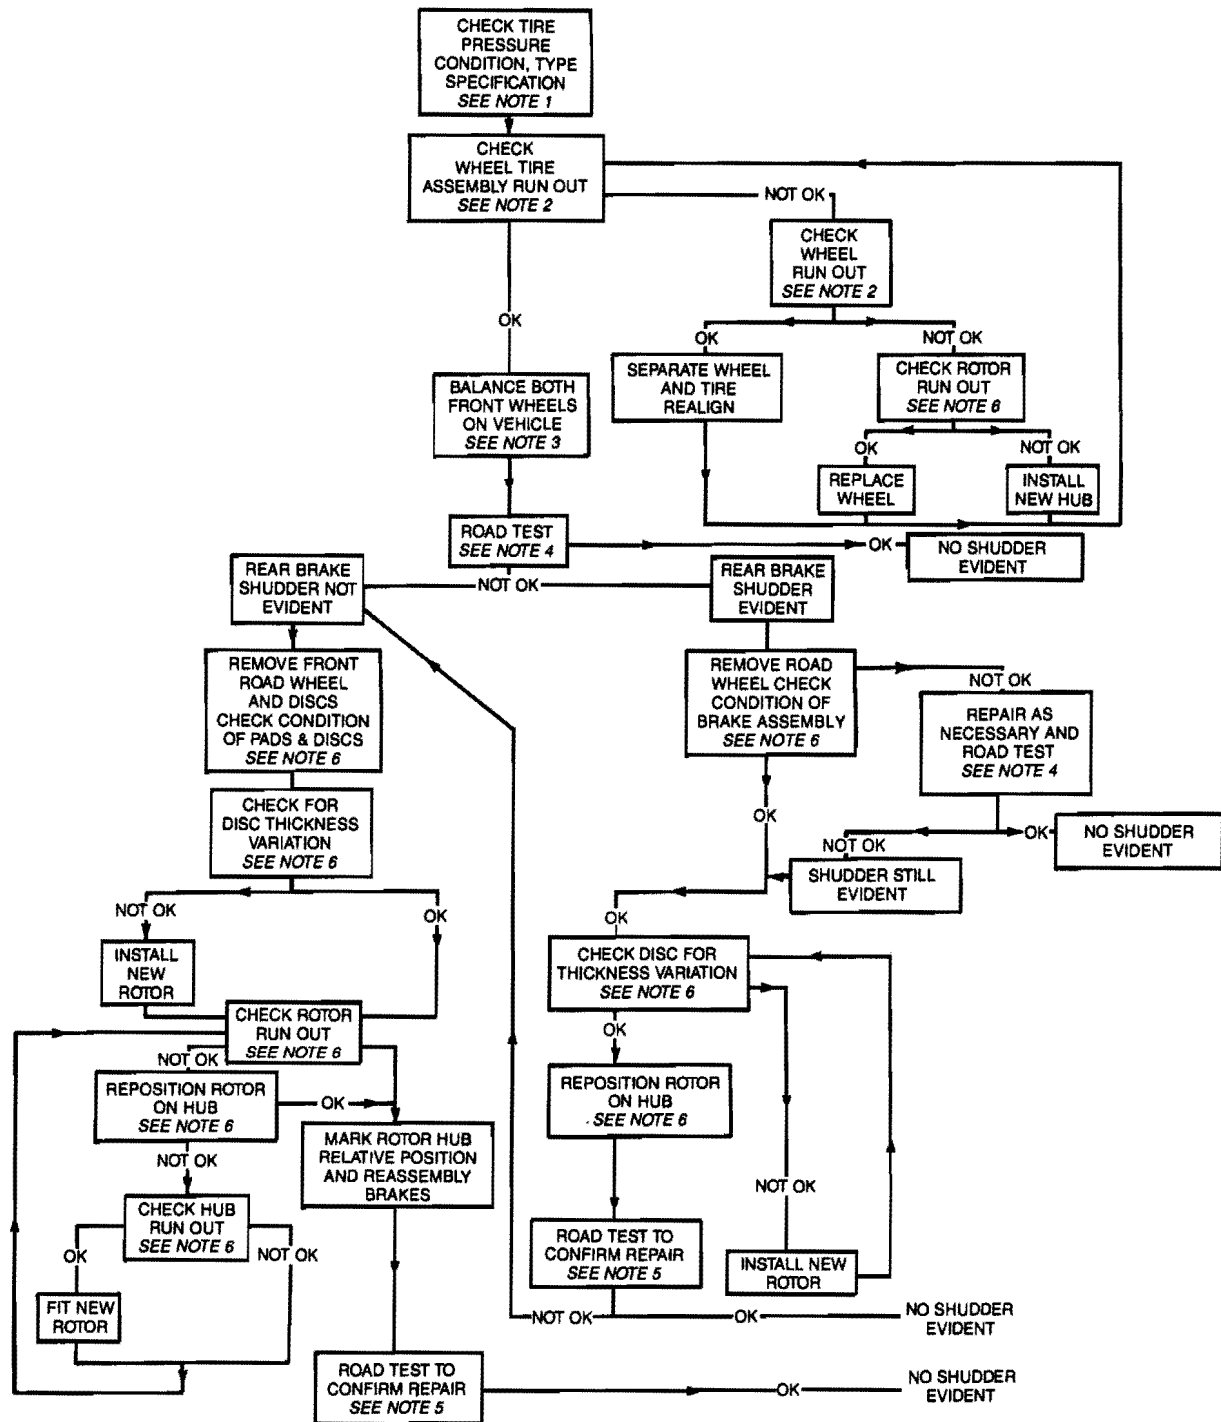 CHECK TIRE
PRESSURE
CONDITION, TYPE
SPECIFICATION
SEE NOTE 1
CHECK
WHEEL TIRE
ASSEMBLY RUN OUT
SEE NOTE 2
NOT OK
CHECK
WHEEL
RUN OUT
SEE NOTE 2
OK
OK
NOT OK
SEPARATE WHEEL
AND TIRE
REALIGN
CHECK ROTOR
RUN OUT
SEE NOTE 6
BALANCE BOTH
FRONT WHEELS
ON VEHICLE
SEE NOTE 3
OK
NOT OK
REPLACE
WHEEL
INSTALL
NEW HUB
ROAD TEST
SEE NOTE 4
OK
NO SHUDDER
EVIDENT
NOT OK
REAR BRAKE
SHUDDER NOT
EVIDENT
REAR BRAKE
SHUDDER
EVIDENT
REMOVE FRONT
ROAD WHEEL
AND DISCS
CHECK CONDITION
OF PADS & DISCS
SEE NOTE 6
REMOVE ROAD
WHEEL CHECK
CONDITION OF
BRAKE ASSEMBLY
SEE NOTE 6
NOT OK
REPAIR AS
NECESSARY AND
ROAD TEST
SEE NOTE 4
CHECK FOR
DISC THICKNESS
VARIATION
SEE NOTE 6
OK
NOT OK
OK
NO SHUDDER
EVIDENT
SHUDDER STILL
EVIDENT
NOT OK
OK
OK
INSTALL
NEW
ROTOR
CHECK DISC FOR
THICKNESS VARIATION
SEE NOTE 6
CHECK ROTOR
RUN OUT
SEE NOTE 6
NOT OK
OK
REPOSITION ROTOR
ON HUB
SEE NOTE 6
OK
REPOSITION ROTOR
ON HUB
SEE NOTE 6
MARK ROTOR HUB
RELATIVE POSITION
AND REASSEMBLY
BRAKES
NOT OK
NOT OK
CHECK HUB
RUN OUT
SEE NOTE 6
OK
NOT OK
ROAD TEST TO
CONFIRM REPAIR
SEE NOTE 5
INSTALL NEW
ROTOR
FIT NEW
ROTOR
NOT OK
OK
NO SHUDDER
EVIDENT
ROAD TEST TO
CONFIRM REPAIR
SEE NOTE 5
OK
NO SHUDDER
EVIDENT